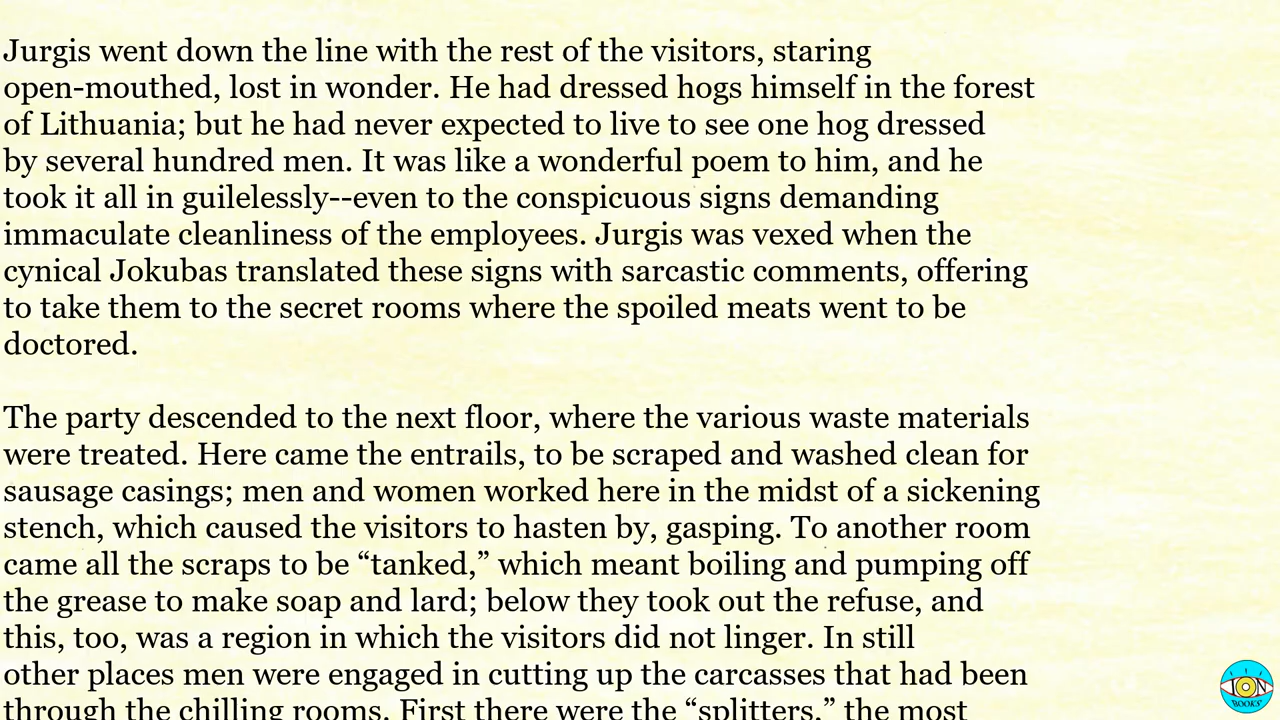 Jurgis went down the line with the rest of the visitors, staring
open-mouthed, lost in wonder. He had dressed hogs himself in the forest
of Lithuania; but he had never expected to live to see one hog dressed
by several hundred men. It was like a wonderful poem to him, and he
took it all in guilelessly--even to the conspicuous signs demanding
immaculate cleanliness of the employees. Jurgis was vexed when the
cynical Jokubas translated these signs with sarcastic comments, offering
to take them to the secret rooms where the spoiled meats went to be
doctored.
The party descended to the next floor, where the various waste materials
were treated. Here came the entrails, to be scraped and washed clean for
sausage casings; men and women worked here in the midst of a sickening
stench, which caused the visitors to hasten by, gasping. To another room
came all the scraps to be “tanked,” which meant boiling and pumping off
the grease to make soap and lard; below they took out the refuse, and
this, too, was a region in which the visitors did not linger. In still
other places men were engaged in cutting up the carcasses that had been
through the chilling rooms. First there were the “splitters,” the most
ION
BOOKS